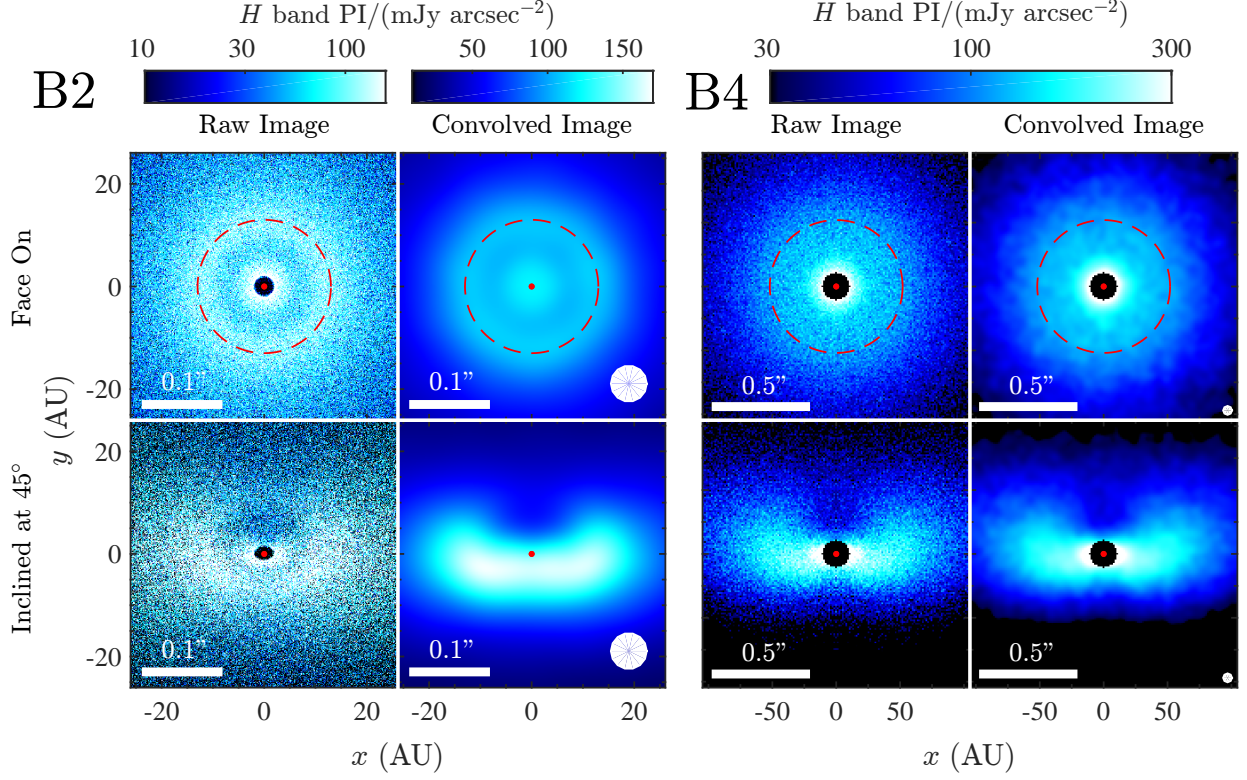 H band PI/(mJy arcsec⁻²)
10 30 100
50 100 150
B2
Raw Image
Convolved Image
H band PI/(mJy arcsec⁻²)
30 100 300
B4
Raw Image
Convolved Image
Face On
Inclined at 45°
y (AU)
20
0
-20
20
0
-20
0.1”
0.1”
0.5”
0.5”
0.1”
0.1”
0.5”
0.5”
-20 0 20
-20 0 20
-50 0 50
-50 0 50
x (AU)
x (AU)